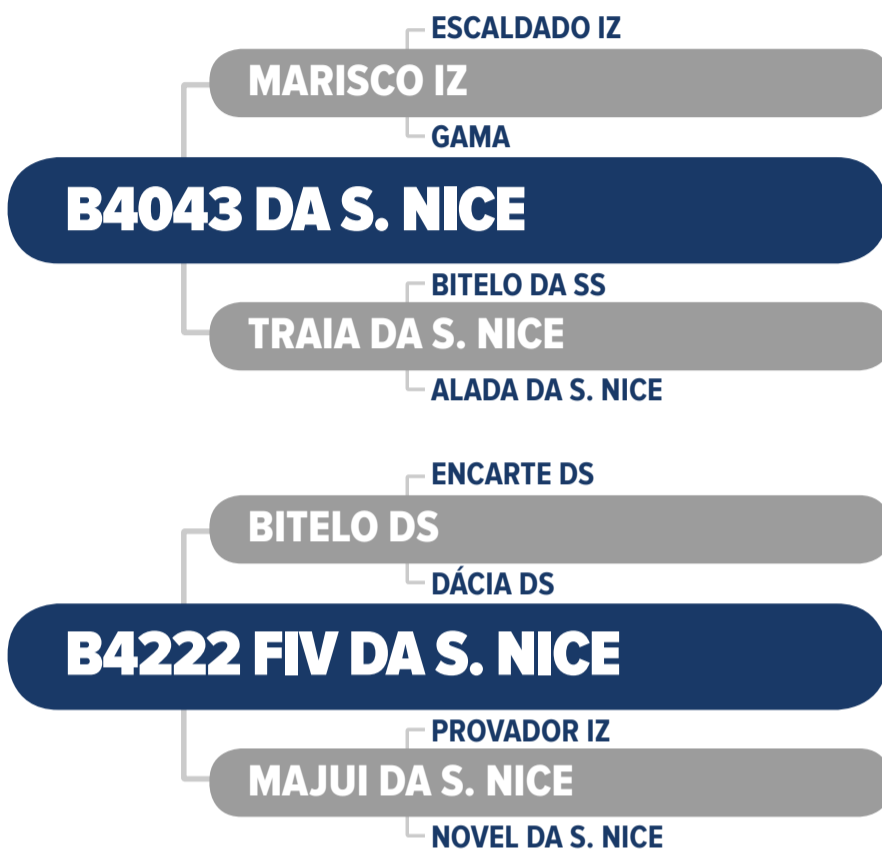 ESCALDADO IZ
MARISCO IZ
GAMA
B4043 DA S. NICE
BITELO DA SS
TRAIA DA S. NICE
ALADA DA S. NICE
ENCARTE DS
BITELO DS
DÁCIA DS
B4222 FIV DA S. NICE
PROVADOR IZ
MAJUI DA S. NICE
NOVEL DA S. NICE